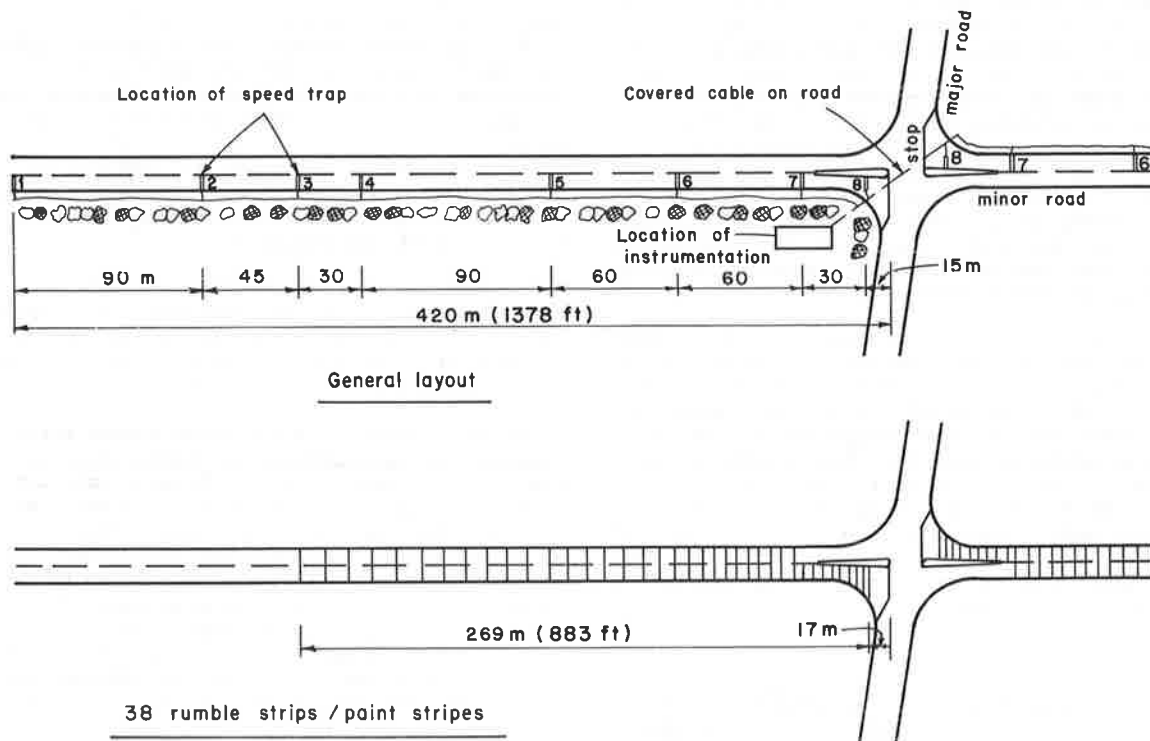 Location of speed trap
Covered cable on road
major road
stop
1
2
3
4
5
6
7
8
8
7
6
minor road
Location of
instrumentation
90 m
45
30
90
60
60
30
15m
420 m (1378 ft)
General layout
269 m (883 ft)
17m
38 rumble strips / paint stripes